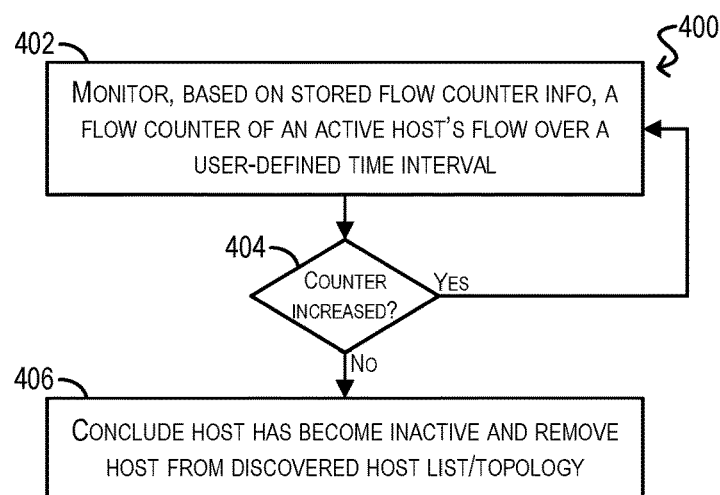 400
402
MONITOR, BASED ON STORED FLOW COUNTER INFO, A
FLOW COUNTER OF AN ACTIVE HOST'S FLOW OVER A
USER-DEFINED TIME INTERVAL
404
COUNTER
INCREASED?
YES
NO
406
CONCLUDE HOST HAS BECOME INACTIVE AND REMOVE
HOST FROM DISCOVERED HOST LIST/TOPOLOGY